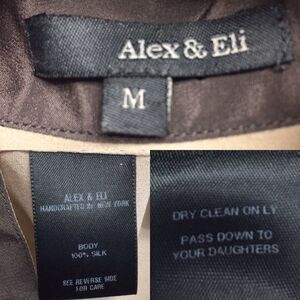 Alex & Eli
M
ALEX & ELI
HANDCRAFTED IN NEW YORK
BODY
100% SILK
SEE REVERSE SIDE
FOR CARE
DRY CLEAN ONLY
PASS DOWN TO
YOUR DAUGHTERS